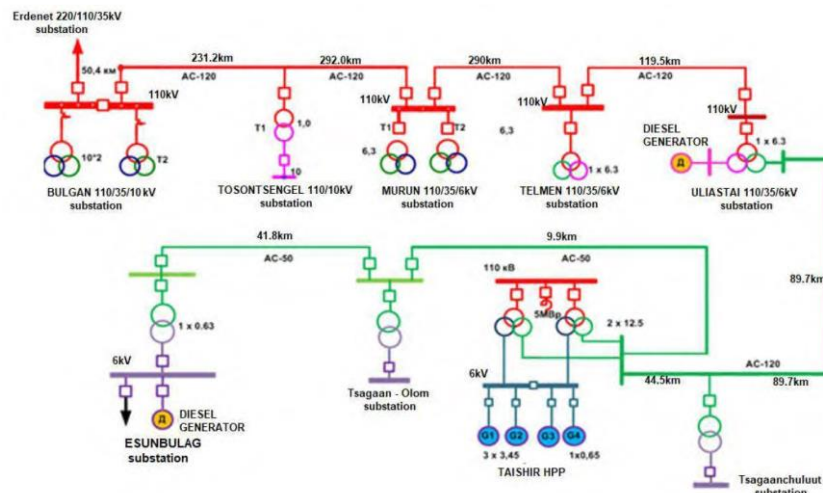 Erdenet 220/110/35kV
substation
50,4 км
231.2km
AC-120
292.0km
AC-120
290km
AC-120
119.5km
AC-120
110kV
110kV
110kV
110kV
T1
1,0
10
T1
T2
6,3
6,3
1 x 6.3
DIESEL
GENERATOR
Д
1 x 6.3
10*2
T2
BULGAN 110/35/10 kV
substation
TOSONTSENGEL 110/10kV
substation
MURUN 110/35/6kV
substation
TELMEN 110/35/6kV
substation
ULIASTAI 110/35/6kV
substation
41.8km
AC-50
9.9km
AC-50
89.7km
110 кВ
5МВр
2 x 12.5
1 x 0.63
6kV
Д
DIESEL
GENERATOR
ESUNBULAG
substation
Tsagaan - Olom
substation
6kV
G1
G2
G3
G4
3 x 3,45
1x0,65
TAISHIR HPP
AC-120
44.5km
89.7km
Tsagaanchuluut
substation